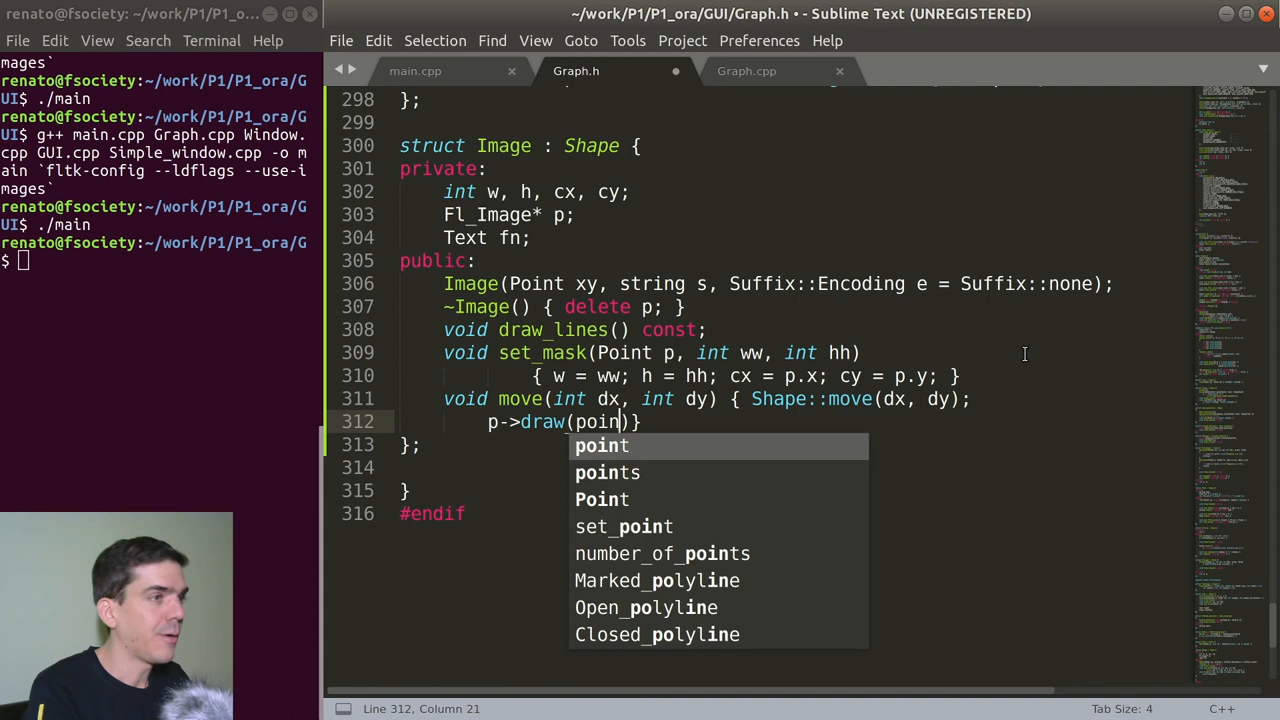 renato@fsociety: ~/work/P1/P1_o...
~/work/P1/P1_ora/GUI/Graph.h • - Sublime Text (UNREGISTERED)
File Edit View Search Terminal Help
File Edit Selection Find View Goto Tools Project Preferences Help
mages`
renato@fsociety:~/work/P1/P1_ora/G
UI$ ./main
renato@fsociety:~/work/P1/P1_ora/G
UI$ g++ main.cpp Graph.cpp Window.
cpp GUI.cpp Simple_window.cpp -o m
ain `fltk-config --ldflags --use-i
mages`
renato@fsociety:~/work/P1/P1_ora/G
UI$ ./main
renato@fsociety:~/work/P1/P1_ora/G
UI
$
main.cpp Graph.h Graph.cpp
298 };
299
300 struct Image : Shape {
301 private:
302 int w, h, cx, cy;
303 Fl_Image* p;
304 Text fn;
305 public:
306 Image(Point xy, string s, Suffix::Encoding e = Suffix::none);
307 ~Image() { delete p; }
308 void draw_lines() const;
309 void set_mask(Point p, int ww, int hh)
310 { w = ww; h = hh; cx = p.x; cy = p.y; }
311 void move(int dx, int dy) { Shape::move(dx, dy);
312 p->draw(poin)}
313 };
314
315 }
316 #endif
point
points
Point
set_point
number_of_points
Marked_polyline
Open_polyline
Closed_polyline
Line 312, Column 21
Tab Size: 4
C++